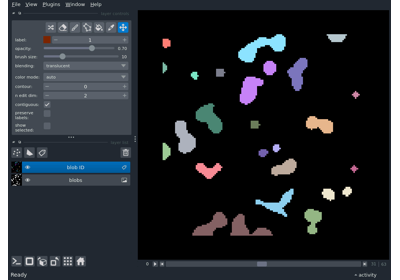 File View Plugins Window Help
label: 1
opacity: 0.70
brush size: 10
blending: translucent
color mode: auto
contour: 0
n edit dim: 2
contiguous:
preserve labels:
show selected:
blob ID
blobs
Ready
activity